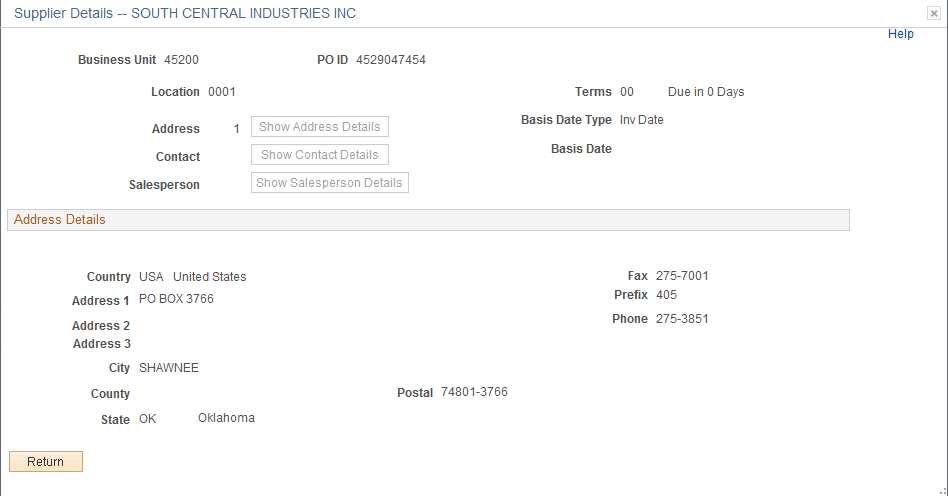 Supplier Details -- SOUTH CENTRAL INDUSTRIES INC
Help
Business Unit 45200 PO ID 4529047454
Location 0001 Terms 00 Due in 0 Days
Address 1 Show Address Details Basis Date Type Inv Date
Contact Show Contact Details Basis Date
Salesperson Show Salesperson Details
Address Details
Country USA United States Fax 275-7001
Address 1 PO BOX 3766 Prefix 405
Address 2 Phone 275-3851
Address 3
City SHAWNEE
County Postal 74801-3766
State OK Oklahoma
Return